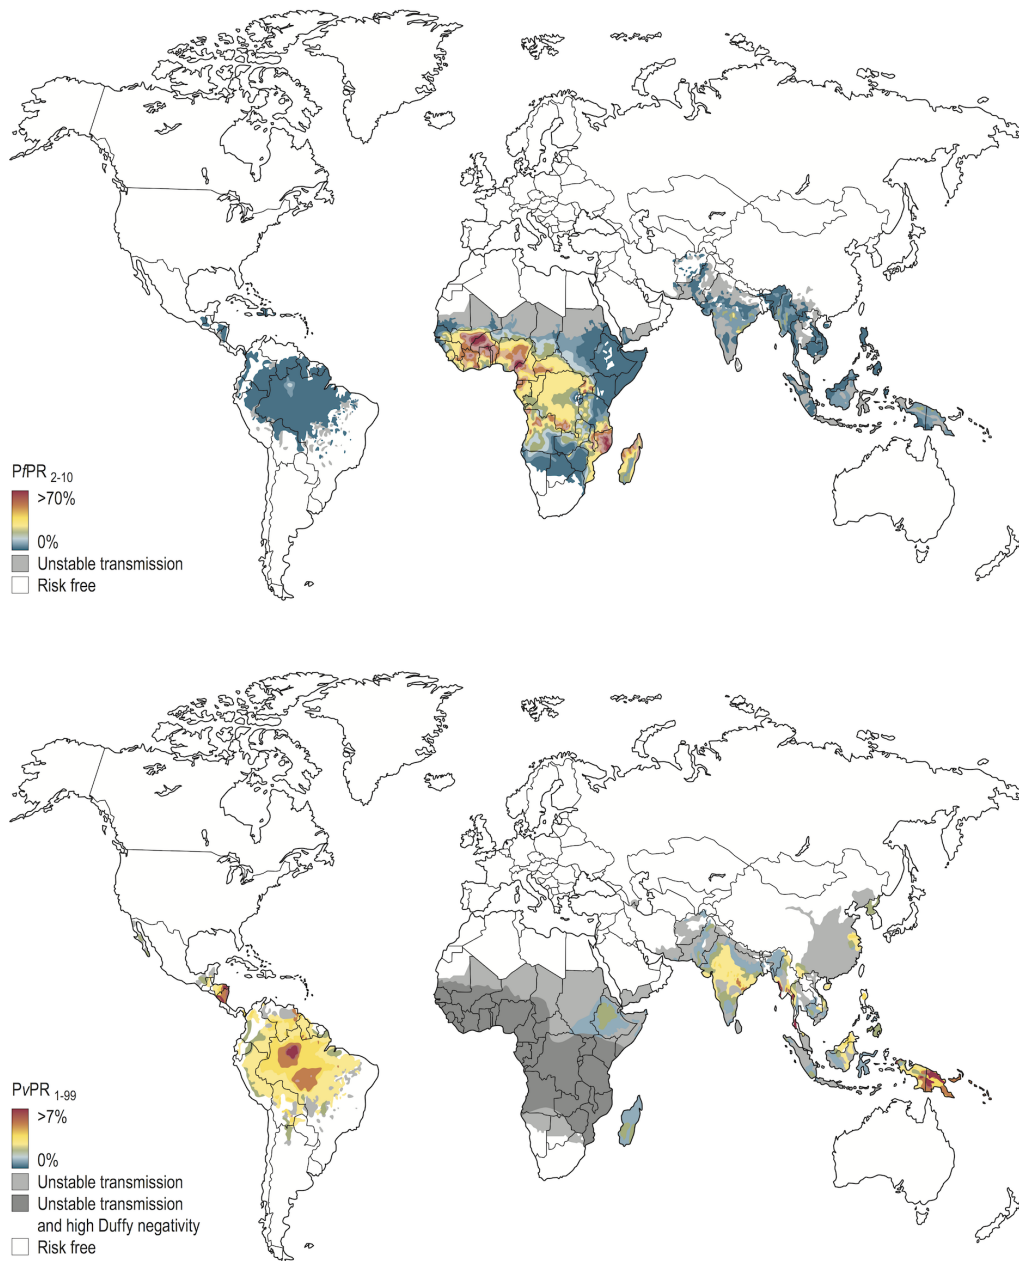 PfPR 2-10
>70%
0%
Unstable transmission
Risk free
PvPR 1-99
>7%
0%
Unstable transmission
Unstable transmission
and high Duffy negativity
Risk free